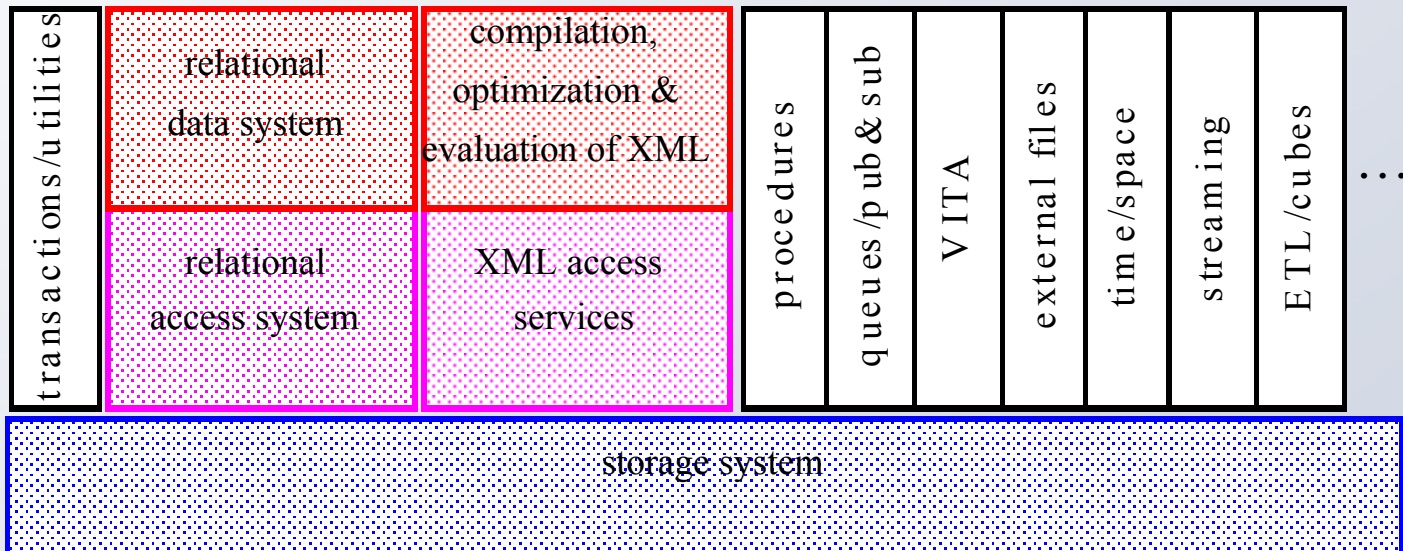 transactions/utilities
relational
data system
compilation,
optimization &
evaluation of XML
relational
access system
XML access
services
procedures
queues/pub&sub
VITA
external files
time/space
streaming
ETL/cubes
...
storage system